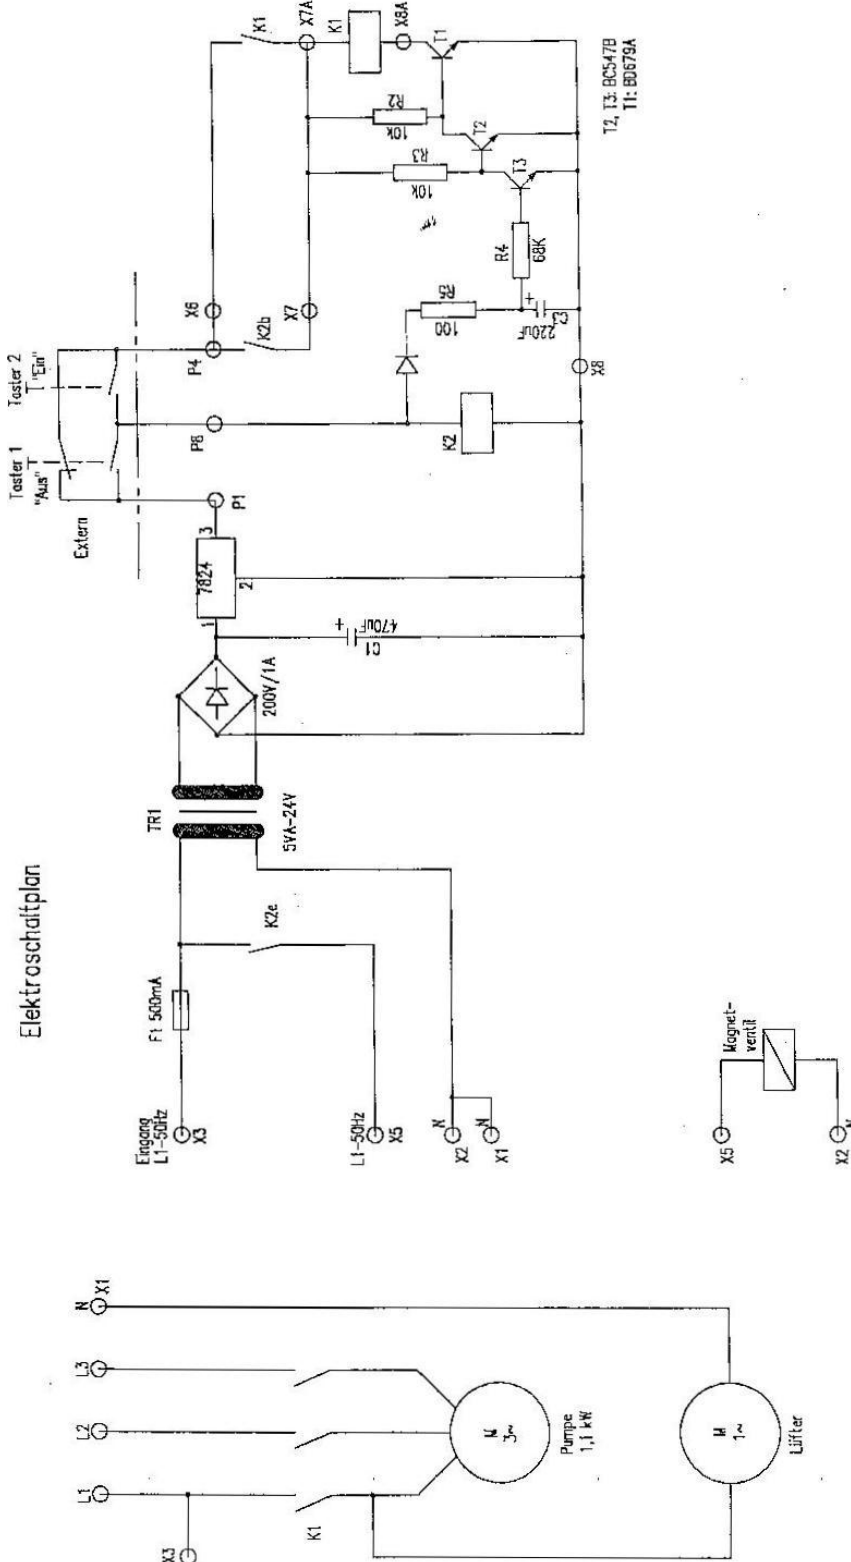 Elektroschaltplan
Taster 1
"Aus"
Taster 2
"Ein"
Extern
Eingang
L1-50Hz
X3
F1 500mA
TR1
5VA-24V
200V/1A
1
7824
3
2
P1
P8
P4
X6
K2b
X7
K1
X7A
K1
X8A
T1
R2
10k
T2
R3
10k
T3
R4
68K
R5
100
+
220uF
C3
K2
X8
+
C1
470uF
K2e
L1-50Hz
X5
N
X2
N
X1
T2, T3: BC547B
T1: BD679A
X5
Magnet-
ventil
X2
N
L1
L2
L3
N
X1
X3
K1
M
3~
Pumpe
1,1 kW
M
1~
Lüfter